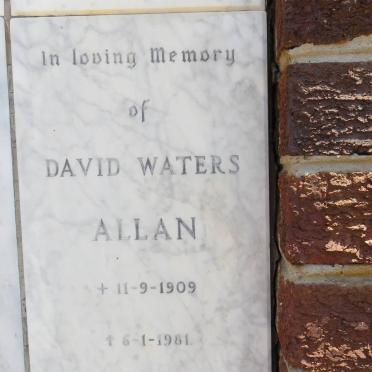 In loving Memory
of
DAVID WATERS
ALLAN
+ 11-9-1909
† 6-1-1981